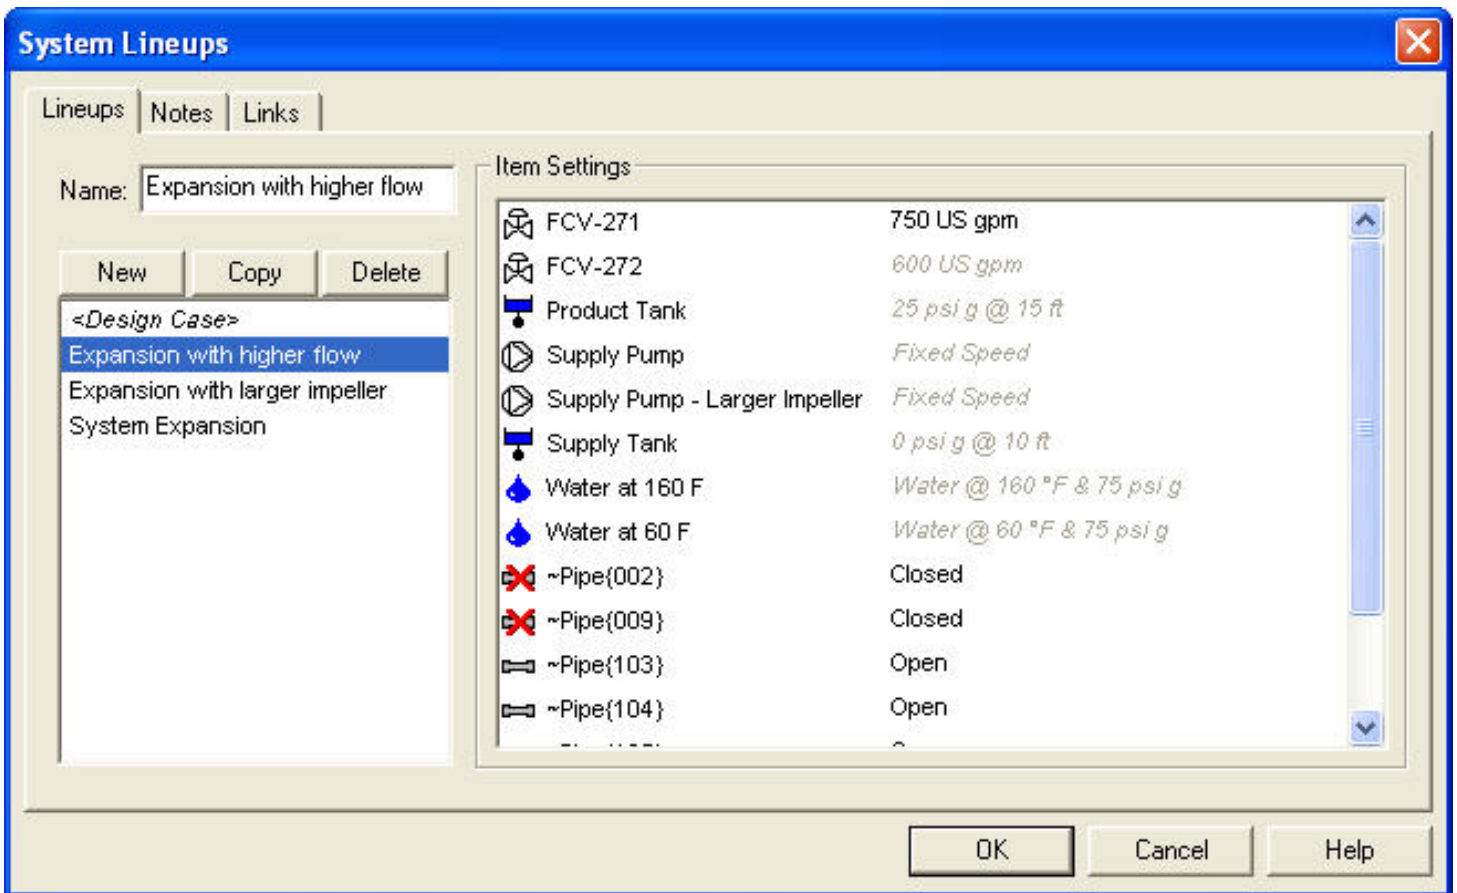 System Lineups
Lineups Notes Links
Name: Expansion with higher flow
New Copy Delete
<Design Case>
Expansion with higher flow
Expansion with larger impeller
System Expansion
Item Settings
FCV-271 750 US gpm
FCV-272 600 US gpm
Product Tank 25 psi g @ 15 ft
Supply Pump Fixed Speed
Supply Pump - Larger Impeller Fixed Speed
Supply Tank 0 psi g @ 10 ft
Water at 160 F Water @ 160 °F & 75 psi g
Water at 60 F Water @ 60 °F & 75 psi g
~Pipe{002} Closed
~Pipe{009} Closed
~Pipe{103} Open
~Pipe{104} Open
OK Cancel Help